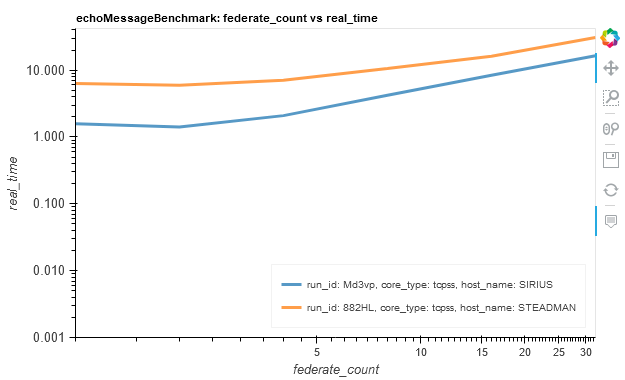 echoMessageBenchmark: federate_count vs real_time
10.000
1.000
0.100
0.010
0.001
real_time
run_id: Md3vp, core_type: tcpss, host_name: SIRIUS
run_id: 882HL, core_type: tcpss, host_name: STEADMAN
5 10 15 20 25 30
federate_count